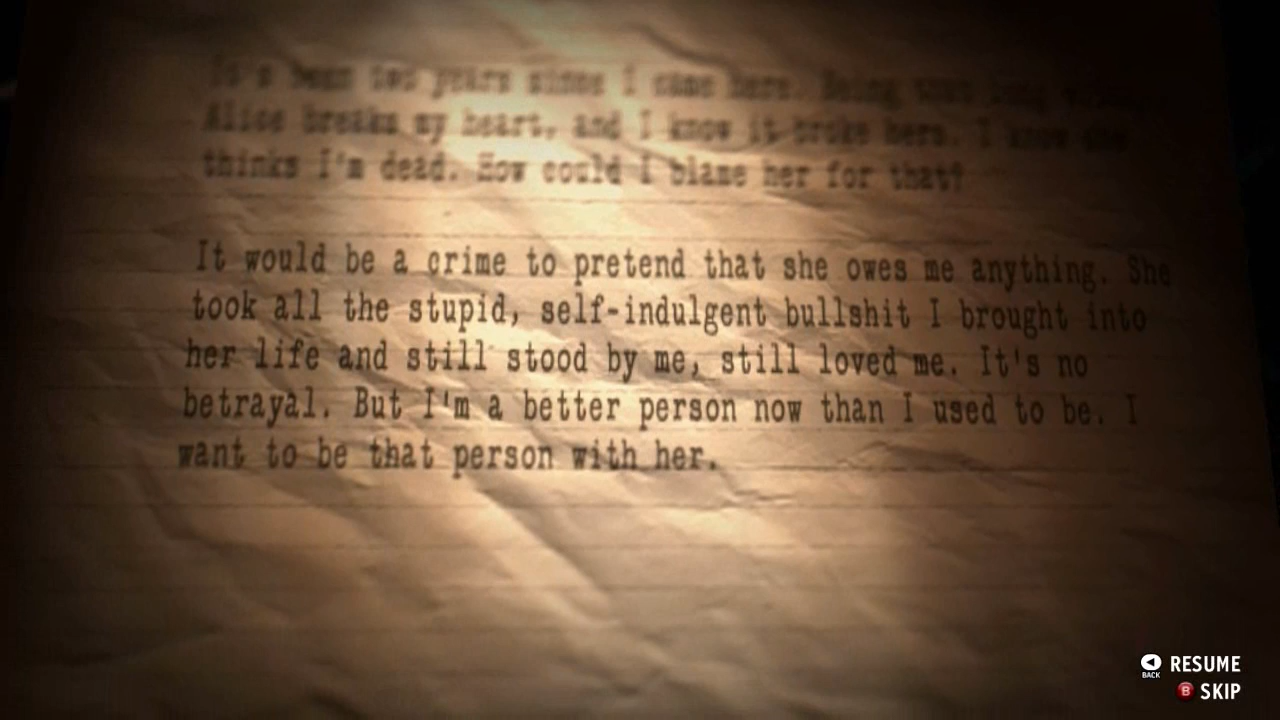 It's been two years since I came here. Being
Alice breaks my heart, and I know it broke hers. I know she
thinks I'm dead. How could I blame her for that?
It would be a crime to pretend that she owes me anything. She
took all the stupid, self-indulgent bullshit I brought into
her life and still stood by me, still loved me. It's no
betrayal. But I'm a better person now than I used to be. I
want to be that person with her.
BACK RESUME
B SKIP